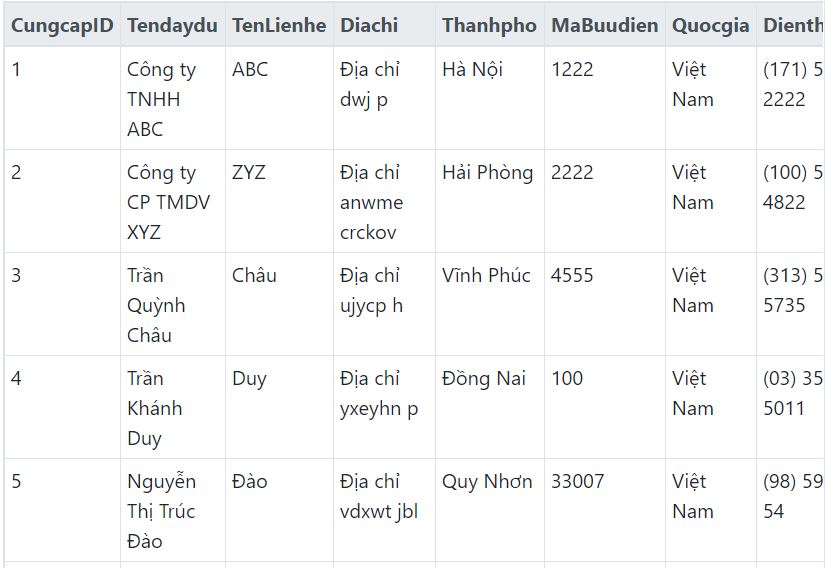 CungcapID Tendaydu TenLienhe Diachi Thanhpho MaBuudien Quocgia Dienth
1 Công ty ABC Địa chỉ Hà Nội 1222 Việt (171) 5
TNHH dwj p Nam 2222
ABC
2 Công ty ZYZ Địa chỉ Hải Phòng 2222 Việt (100) 5
CP TMDV anwme Nam 4822
XYZ crckov
3 Trần Châu Địa chỉ Vĩnh Phúc 4555 Việt (313) 5
Quỳnh ujycp h Nam 5735
Châu
4 Trần Duy Địa chỉ Đồng Nai 100 Việt (03) 35
Khánh yxeyhn p Nam 5011
Duy
5 Nguyễn Đào Địa chỉ Quy Nhơn 33007 Việt (98) 59
Thị Trúc vdxwt jbl Nam 54
Đào